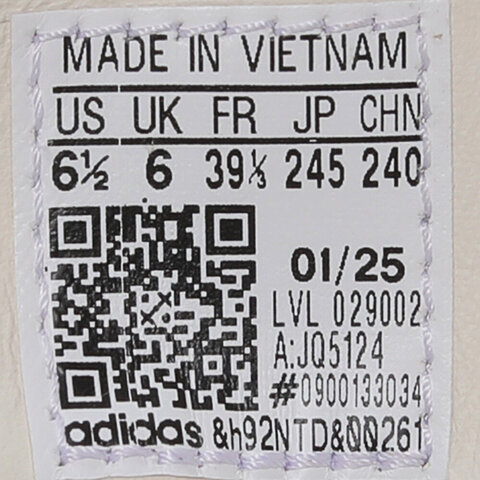 MADE IN VIETNAM
US UK FR JP CHN
6½ 6 39⅓ 245 240
01/25
LVL 029002
A:JQ5124
#0900133034
adidas &h92NTD&00261